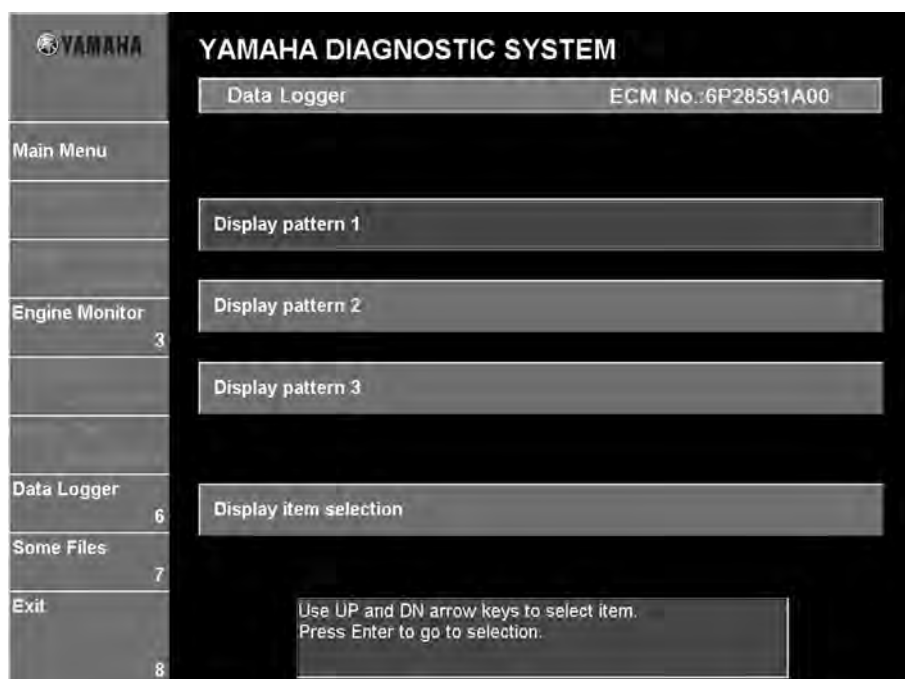 YAMAHA
YAMAHA DIAGNOSTIC SYSTEM
Data Logger ECM No.:6P28591A00
Main Menu
Display pattern 1
Display pattern 2
Engine Monitor
3
Display pattern 3
Data Logger
6
Display item selection
Some Files
7
Exit
8
Use UP and DN arrow keys to select item.
Press Enter to go to selection.